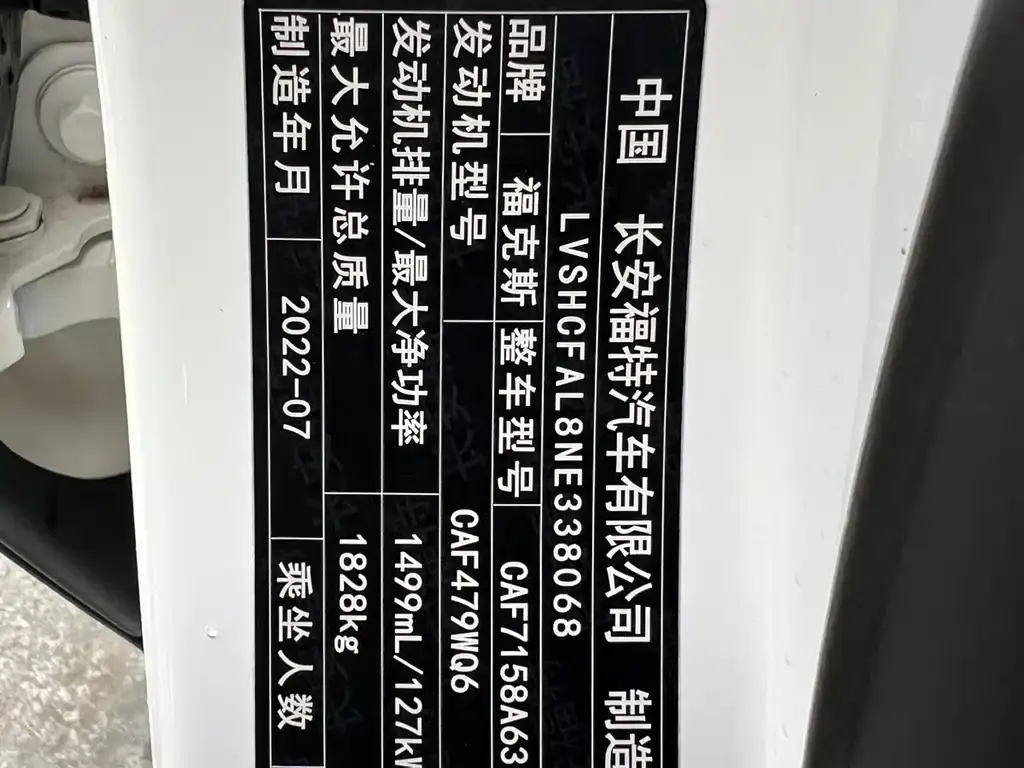 中国 长安福特汽车有限公司 制造
LVSHCFAL8NE338068
品牌 福克斯 整车型号 CAF7158A63
发动机型号 CAF479WQ6
发动机排量/最大净功率 1499mL/127kW
最大允许总质量 1828kg
制造年月 2022-07 乘坐人数